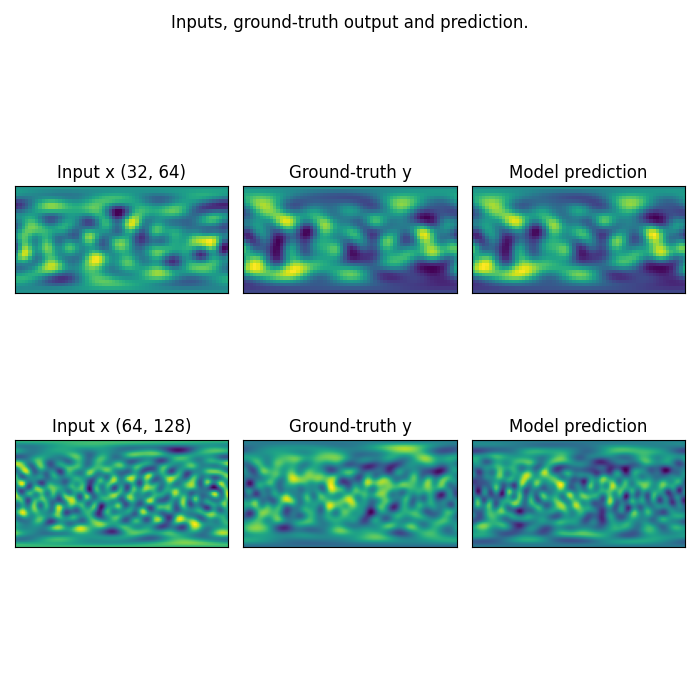 Inputs, ground-truth output and prediction.
Input x (32, 64)
Ground-truth y
Model prediction
Input x (64, 128)
Ground-truth y
Model prediction